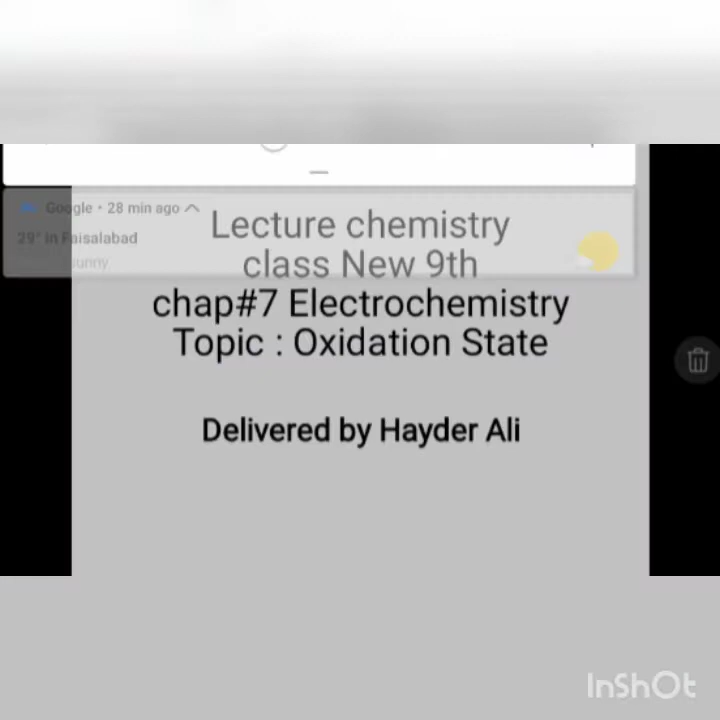 Google • 28 min ago
Lecture chemistry
29° in Faisalabad
class New 9th
sunny
chap#7 Electrochemistry
Topic : Oxidation State
Delivered by Hayder Ali
InShOt